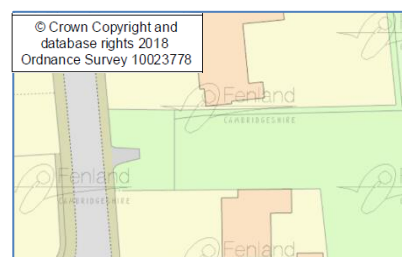 © Crown Copyright and
database rights 2018
Ordnance Survey 10023778
Fenland
CAMBRIDGESHIRE
Fenland
CAMBRIDGESHIRE
Fenland